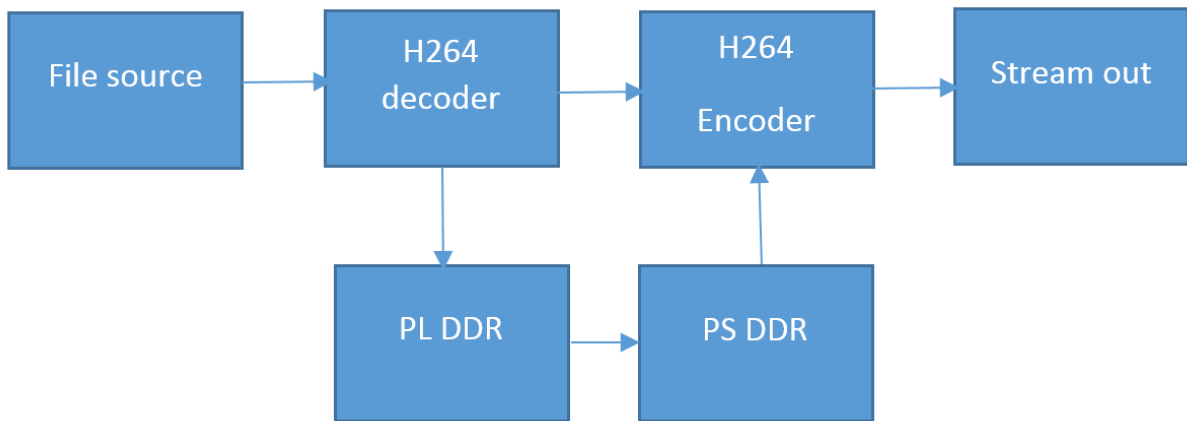 File source
H264
decoder
H264
Encoder
Stream out
PL DDR
PS DDR